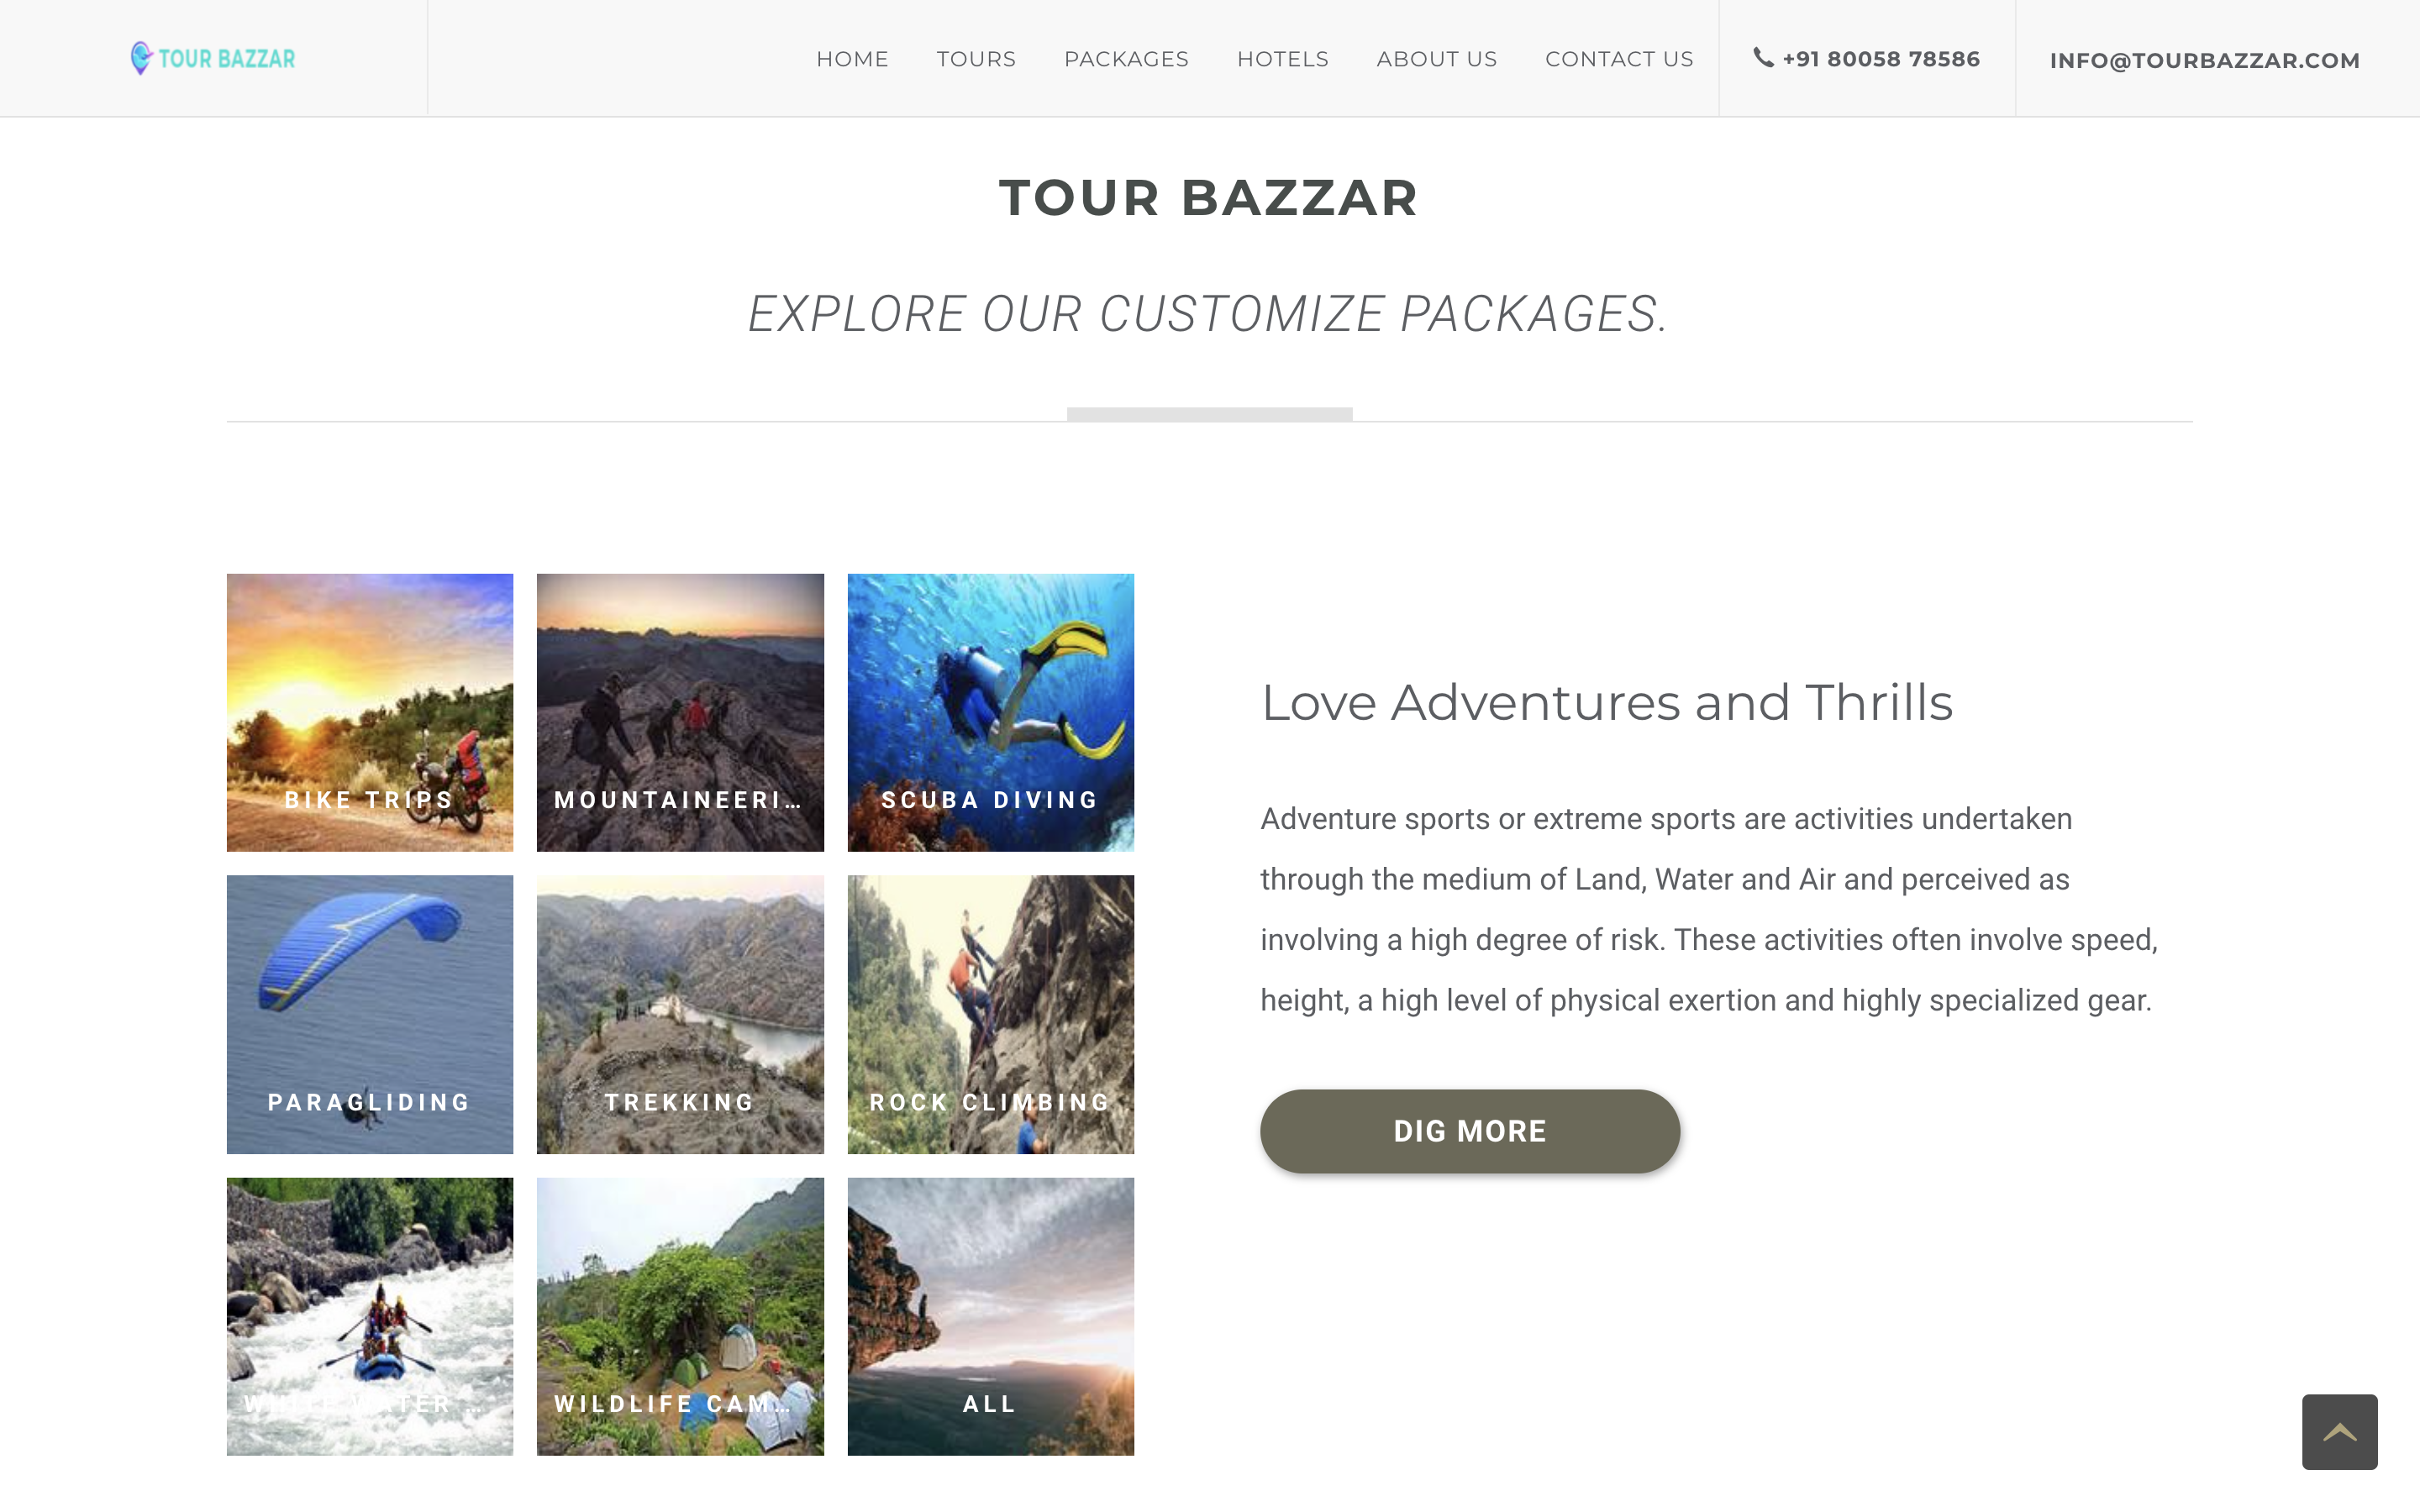 TOUR BAZZAR
HOME TOURS PACKAGES HOTELS ABOUT US CONTACT US +91 80058 78586 INFO@TOURBAZZAR.COM
TOUR BAZZAR
EXPLORE OUR CUSTOMIZE PACKAGES.
BIKE TRIPS
MOUNTAINEERI...
SCUBA DIVING
PARAGLIDING
TREKKING
ROCK CLIMBING
WHITE WATER ...
WILDLIFE CAM...
ALL
Love Adventures and Thrills
Adventure sports or extreme sports are activities undertaken
through the medium of Land, Water and Air and perceived as
involving a high degree of risk. These activities often involve speed,
height, a high level of physical exertion and highly specialized gear.
DIG MORE